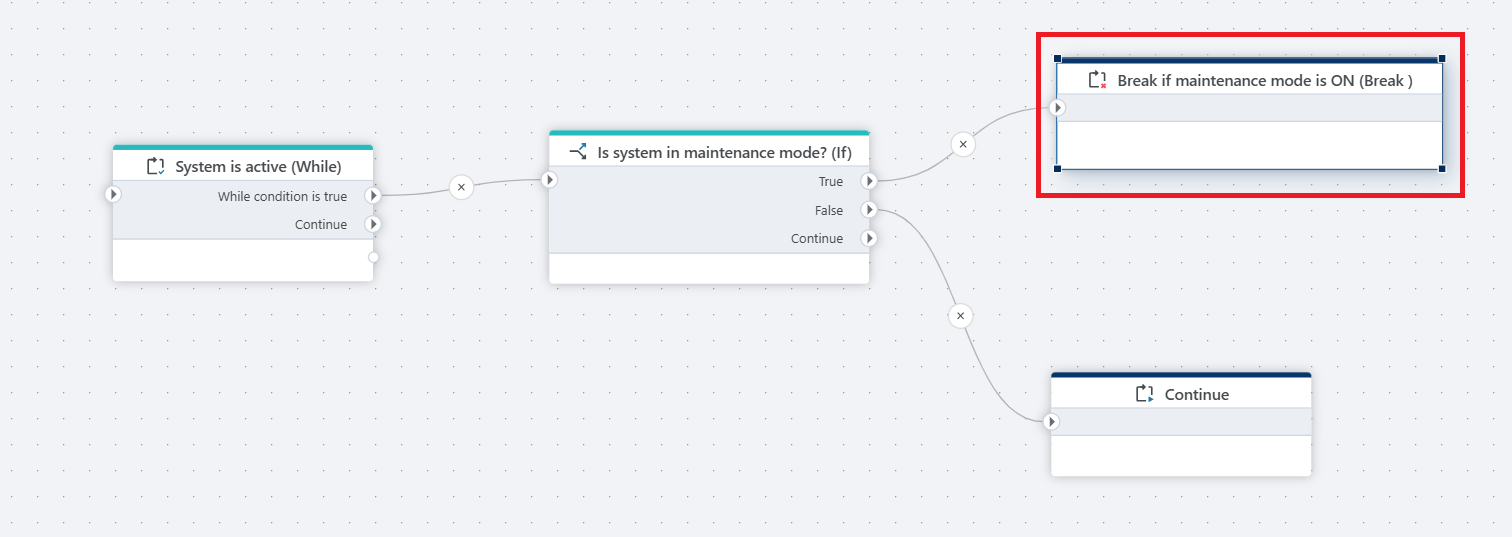 System is active (While)
While condition is true
Continue
Is system in maintenance mode? (If)
True
False
Continue
Break if maintenance mode is ON (Break )
Continue